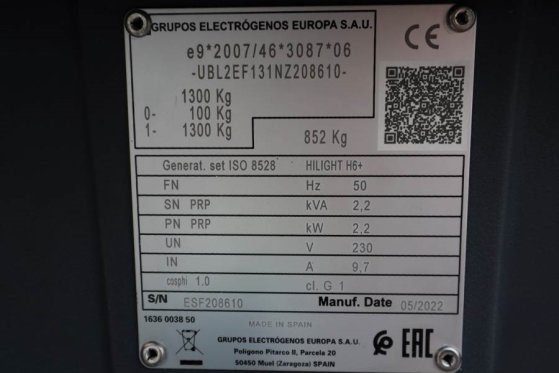 GRUPOS ELECTRÓGENOS EUROPA S.A.U.
e9*2007/46*3087*06
-UBL2EF131NZ208610-
1300 Kg
0- 100 Kg
1- 1300 Kg
852 Kg
CE
Generat. set ISO 8528 HILIGHT H6+
FN Hz 50
SN PRP kVA 2,2
PN PRP kW 2,2
UN V 230
IN A 9,7
cosphi 1.0 cl. G 1
S/N ESF208610 Manuf. Date 05/2022
1636 0038 50
MADE IN SPAIN
GRUPOS ELECTRÓGENOS EUROPA S.A.U.
Polígono Pitarco II, Parcela 20
50450 Muel (Zaragoza) SPAIN
EAC